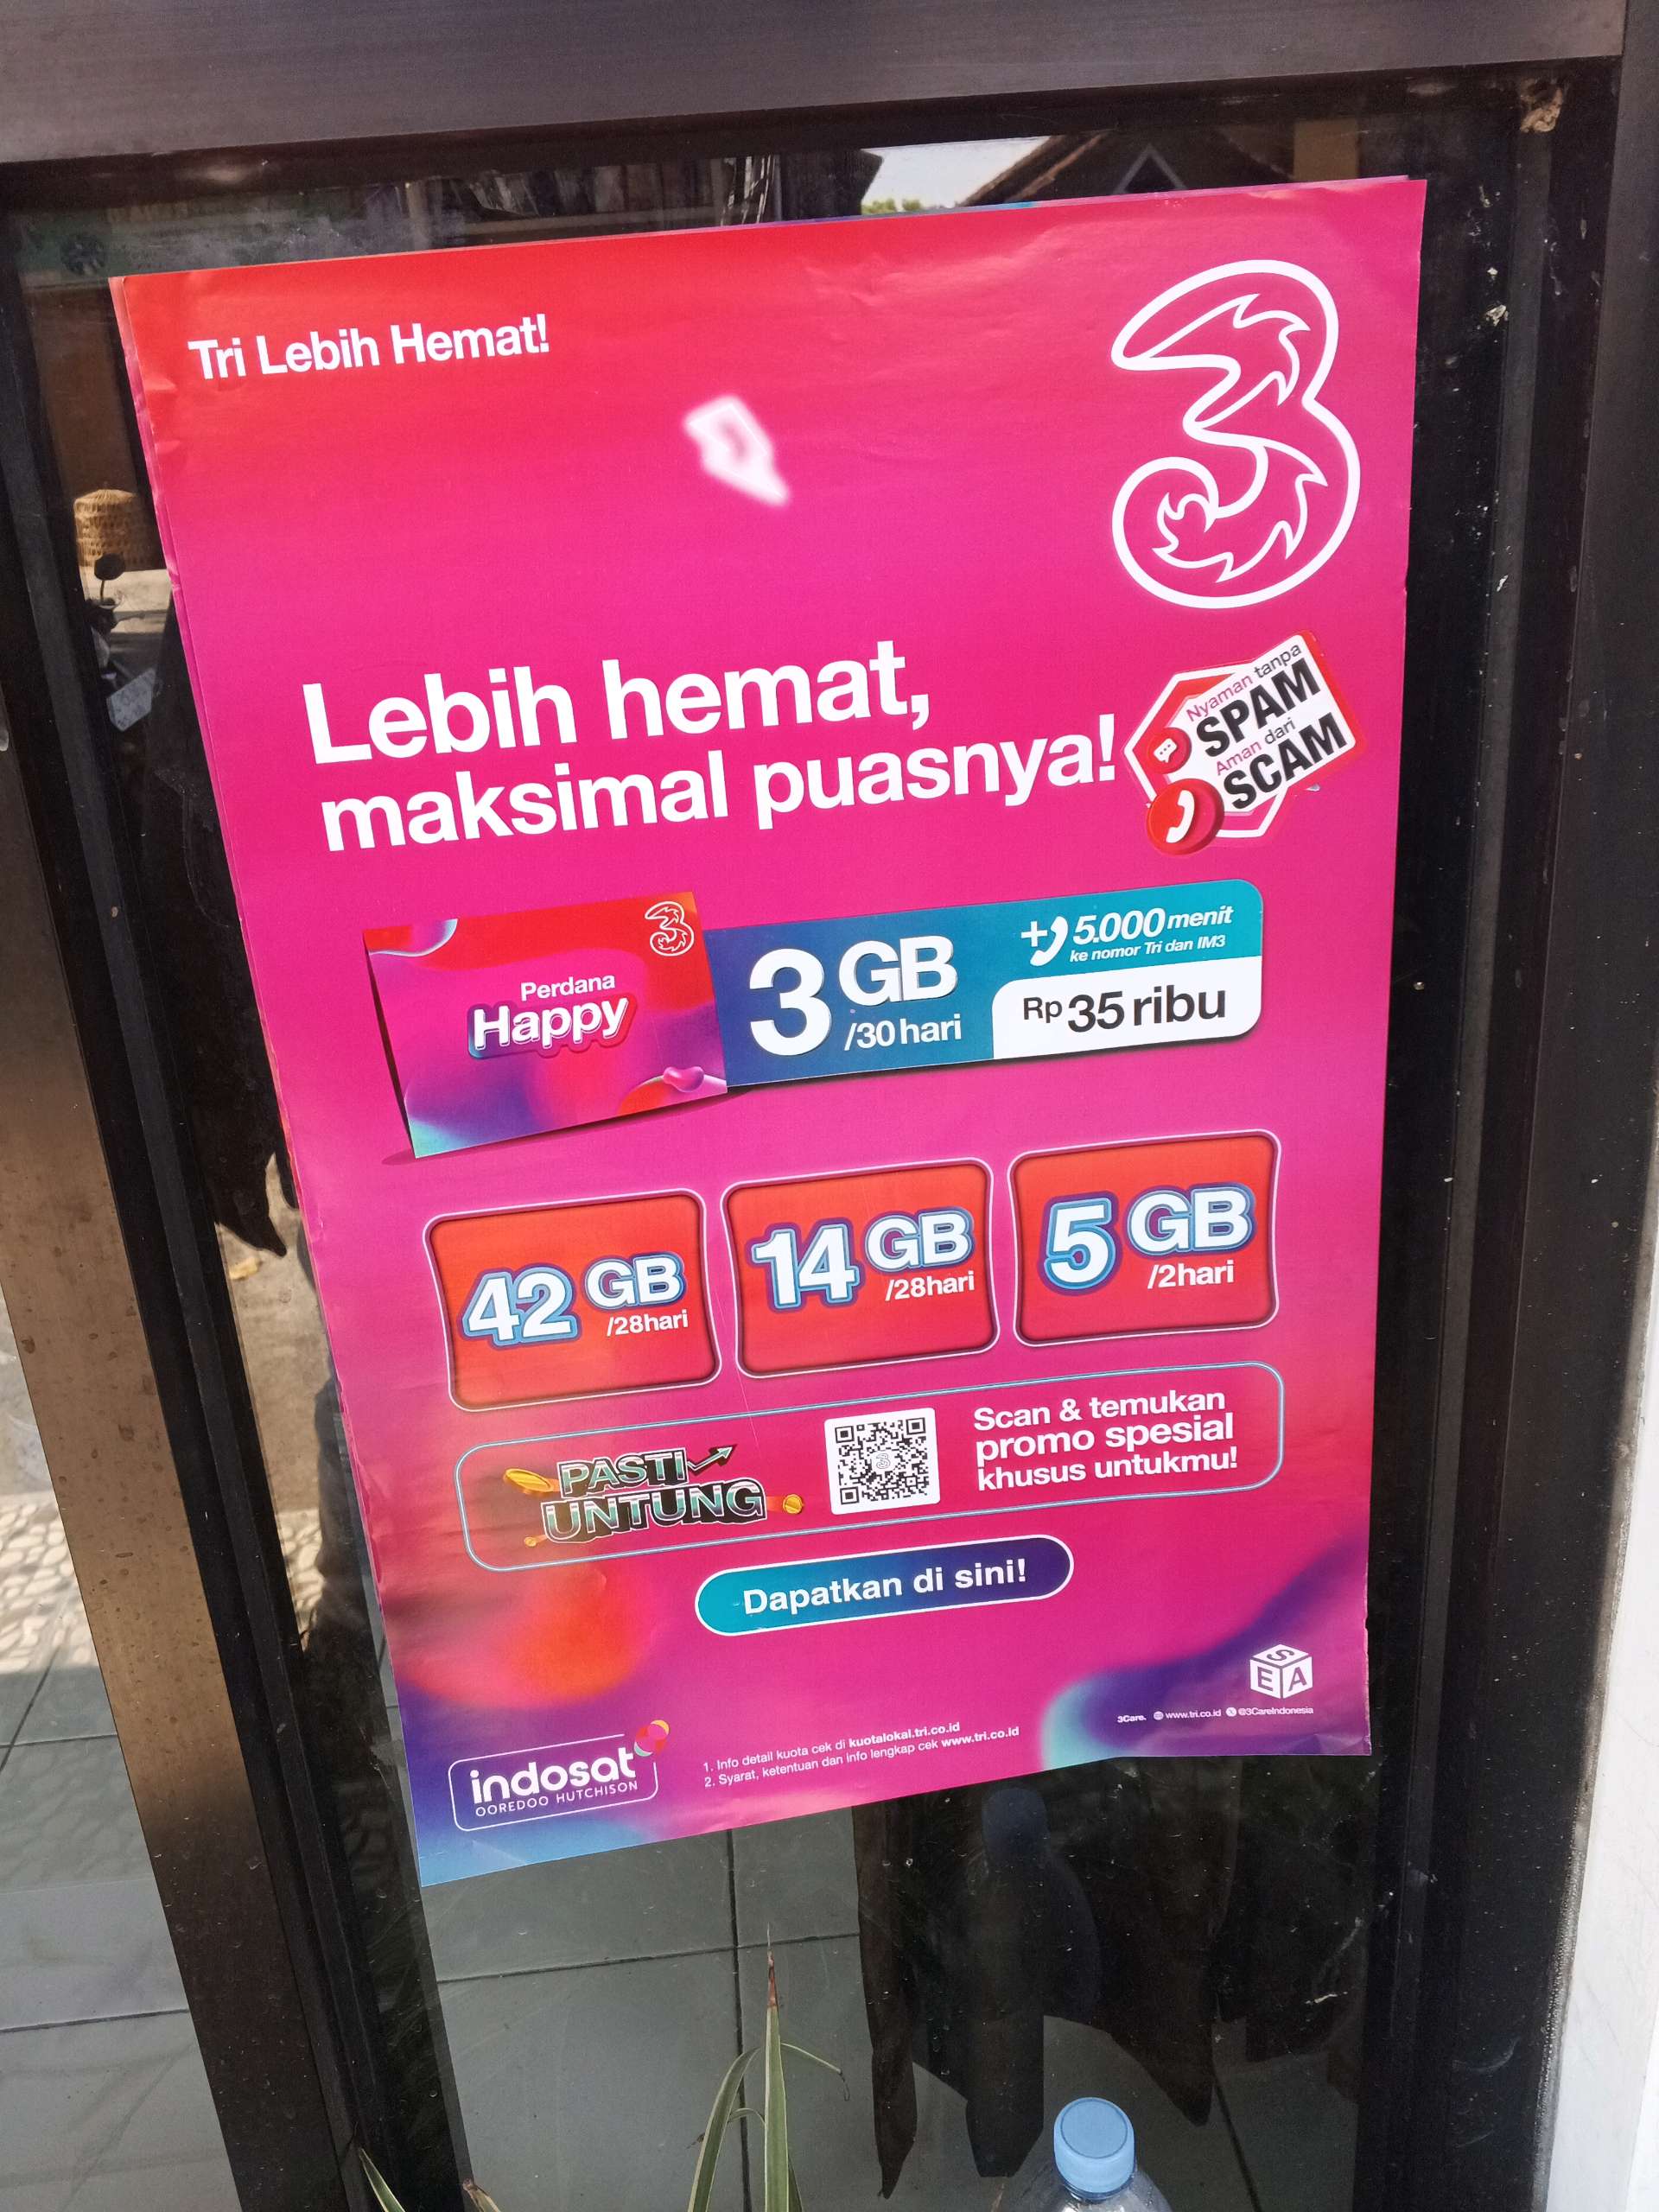 Tri Lebih Hemat!
3
Lebih hemat,
maksimal puasnya!
Nyaman tanpa
SPAM
Aman dari
SCAM
3
Perdana
Happy
3 GB
/30 hari
+ 5.000 menit
ke nomor Tri dan IM3
Rp 35 ribu
42 GB
/28hari
14 GB
/28hari
5 GB
/2hari
PASTI
UNTUNG
3
Scan & temukan
promo spesial
khusus untukmu!
Dapatkan di sini!
S
E A
3Care. www.tri.co.id @3CareIndonesia
indosat
OOREDOO HUTCHISON
1. Info detail kuota cek di kuotalokal.tri.co.id
2. Syarat, ketentuan dan info lengkap cek www.tri.co.id